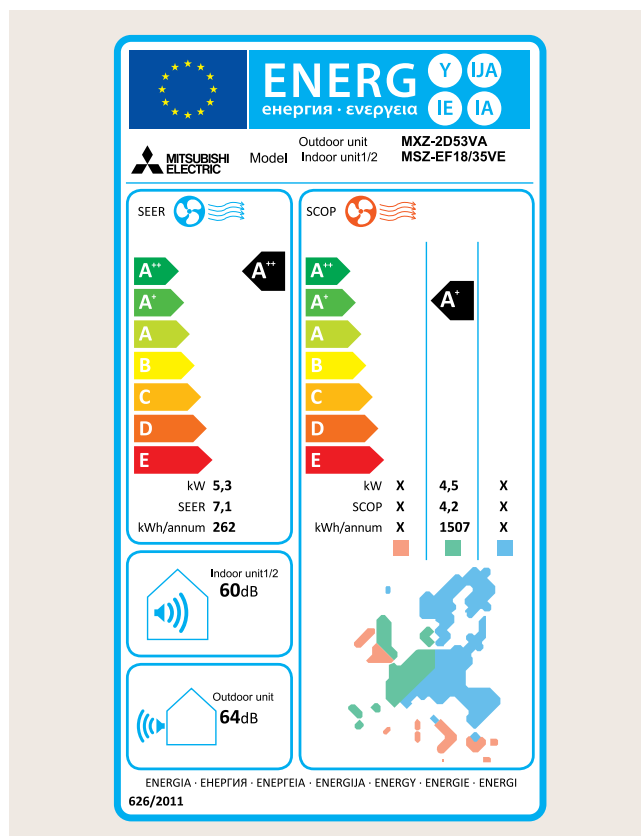 ENERG Y IJA
енергия · ενεργεια IE IA
MITSUBISHI
ELECTRIC
Model
Outdoor unit MXZ-2D53VA
Indoor unit1/2 MSZ-EF18/35VE
SEER
A++ A++
A+
A
B
C
D
E
kW 5,3
SEER 7,1
kWh/annum 262
SCOP
A++
A+ A+
A
B
C
D
E
kW X 4,5 X
SCOP X 4,2 X
kWh/annum X 1507 X
Indoor unit1/2
60dB
Outdoor unit
64dB
ENERGIA · ЕНЕРГИЯ · ΕΝΕΡΓΕΙΑ · ENERGIJA · ENERGY · ENERGIE · ENERGI
626/2011